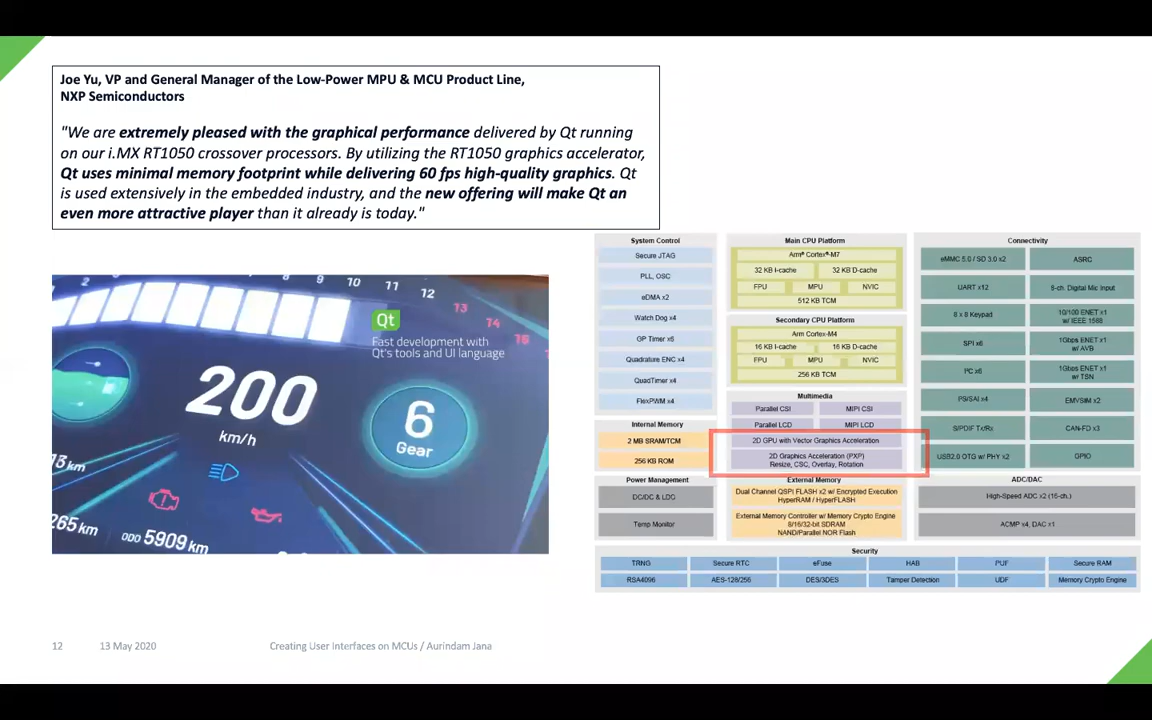 Joe Yu, VP and General Manager of the Low-Power MPU & MCU Product Line,
NXP Semiconductors
"We are extremely pleased with the graphical performance delivered by Qt running
on our i.MX RT1050 crossover processors. By utilizing the RT1050 graphics accelerator,
Qt uses minimal memory footprint while delivering 60 fps high-quality graphics. Qt
is used extensively in the embedded industry, and the new offering will make Qt an
even more attractive player than it already is today."
8
9
10
11
12
13
14
Qt
Fast development with
Qt's tools and UI language
200
km/h
6
Gear
265 km
ODO 5909 km
System Control
Secure JTAG
PLL, OSC
eDMA x2
Watch Dog x4
GP Timer x6
Quadrature ENC x4
QuadTimer x4
FlexPWM x4
Internal Memory
2 MB SRAM/TCM
256 KB ROM
Power Management
DC/DC & LDO
Temp Monitor
Main CPU Platform
Arm® Cortex®-M7
32 KB I-cache
32 KB D-cache
FPU
MPU
NVIC
512 KB TCM
Secondary CPU Platform
Arm Cortex-M4
16 KB I-cache
16 KB D-cache
FPU
MPU
NVIC
256 KB TCM
Multimedia
Parallel CSI
MIPI CSI
Parallel LCD
MIPI LCD
2D GPU with Vector Graphics Acceleration
2D Graphics Acceleration (PXP)
Resize, CSC, Overlay, Rotation
External Memory
Dual Channel QSPI FLASH x2 w/ Encrypted Execution
HyperRAM / HyperFLASH
External Memory Controller w/ Memory Crypto Engine
8/16/32-bit SDRAM
NAND/Parallel NOR Flash
Connectivity
eMMC 5.0 / SD 3.0 x2
ASRC
UART x12
8-ch. Digital Mic Input
8 x 8 Keypad
10/100 ENET x1
w/ IEEE 1588
SPI x6
1Gbps ENET x1
w/ AVB
I²C x6
1Gbps ENET x1
w/ TSN
I²S/SAI x4
EMVSIM x2
S/PDIF Tx/Rx
CAN-FD x3
USB2.0 OTG w/ PHY x2
GPIO
ADC/DAC
High-Speed ADC x2 (16-ch.)
ACMP x4, DAC x1
Security
TRNG
Secure RTC
eFuse
HAB
PUF
Secure RAM
RSA4096
AES-128/256
DES/3DES
Tamper Detection
UDF
Memory Crypto Engine
12
13 May 2020
Creating User Interfaces on MCUs / Aurindam Jana